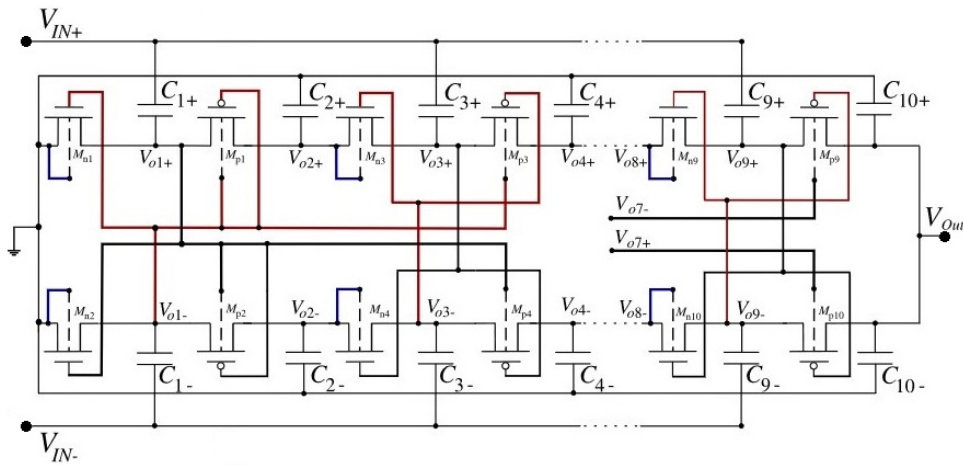 V_IN+
C_1+
C_2+
C_3+
C_4+
C_9+
C_10+
M_n1
V_o1+
M_p1
V_o2+
M_n3
V_o3+
M_p3
V_o4+
V_o8+
M_n9
V_o9+
M_p9
V_o7-
V_o7+
V_Out
M_n2
V_o1-
M_p2
V_o2-
M_n4
V_o3-
M_p4
V_o4-
V_o8-
M_n10
V_o9-
M_p10
C_1-
C_2-
C_3-
C_4-
C_9-
C_10-
V_IN-